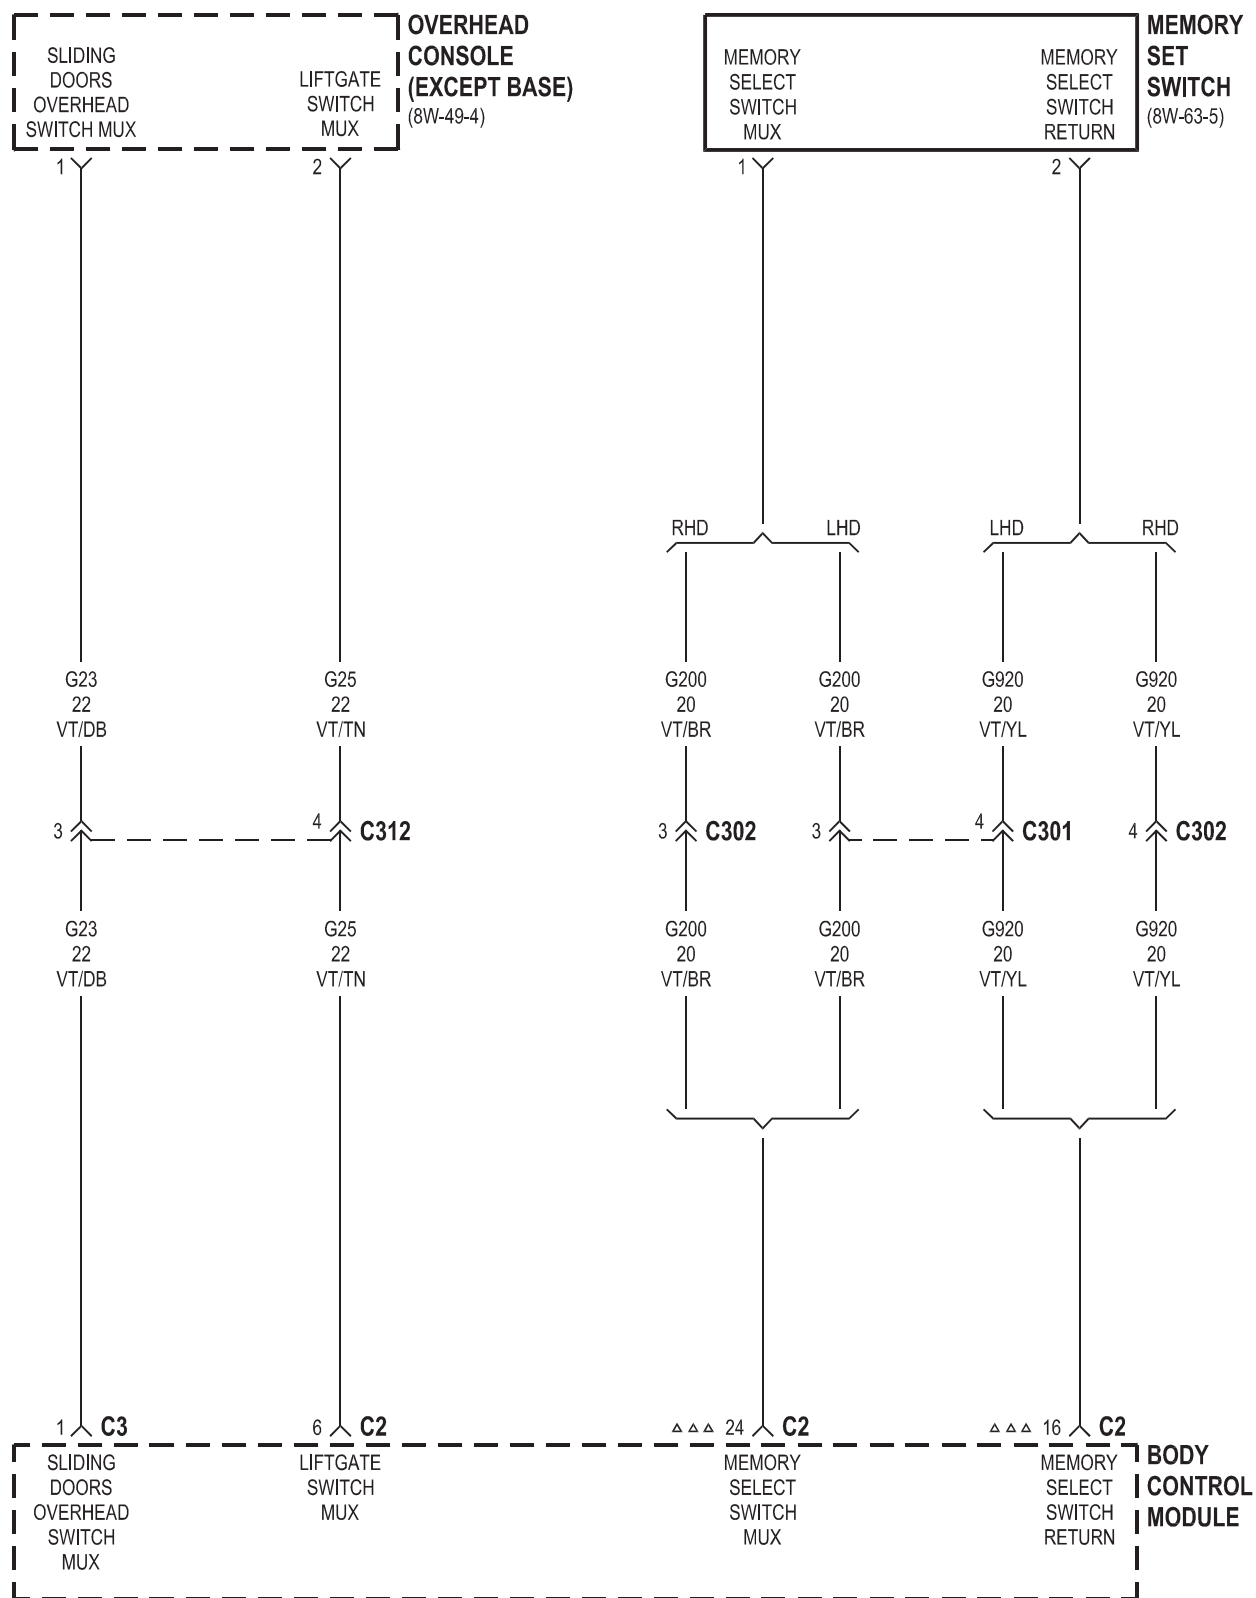 OVERHEAD
CONSOLE
(EXCEPT BASE)
(8W-49-4)
SLIDING
DOORS
OVERHEAD
SWITCH MUX
LIFTGATE
SWITCH
MUX
MEMORY
SELECT
SWITCH
MUX
MEMORY
SELECT
SWITCH
RETURN
MEMORY
SET
SWITCH
(8W-63-5)
1
2
1
2
RHD
LHD
LHD
RHD
G23
22
VT/DB
G25
22
VT/TN
G200
20
VT/BR
G200
20
VT/BR
G920
20
VT/YL
G920
20
VT/YL
3
4
C312
3
C302
3
4
C301
4
C302
G23
22
VT/DB
G25
22
VT/TN
G200
20
VT/BR
G200
20
VT/BR
G920
20
VT/YL
G920
20
VT/YL
1
C3
6
C2
24
C2
16
C2
SLIDING
DOORS
OVERHEAD
SWITCH
MUX
LIFTGATE
SWITCH
MUX
MEMORY
SELECT
SWITCH
MUX
MEMORY
SELECT
SWITCH
RETURN
BODY
CONTROL
MODULE